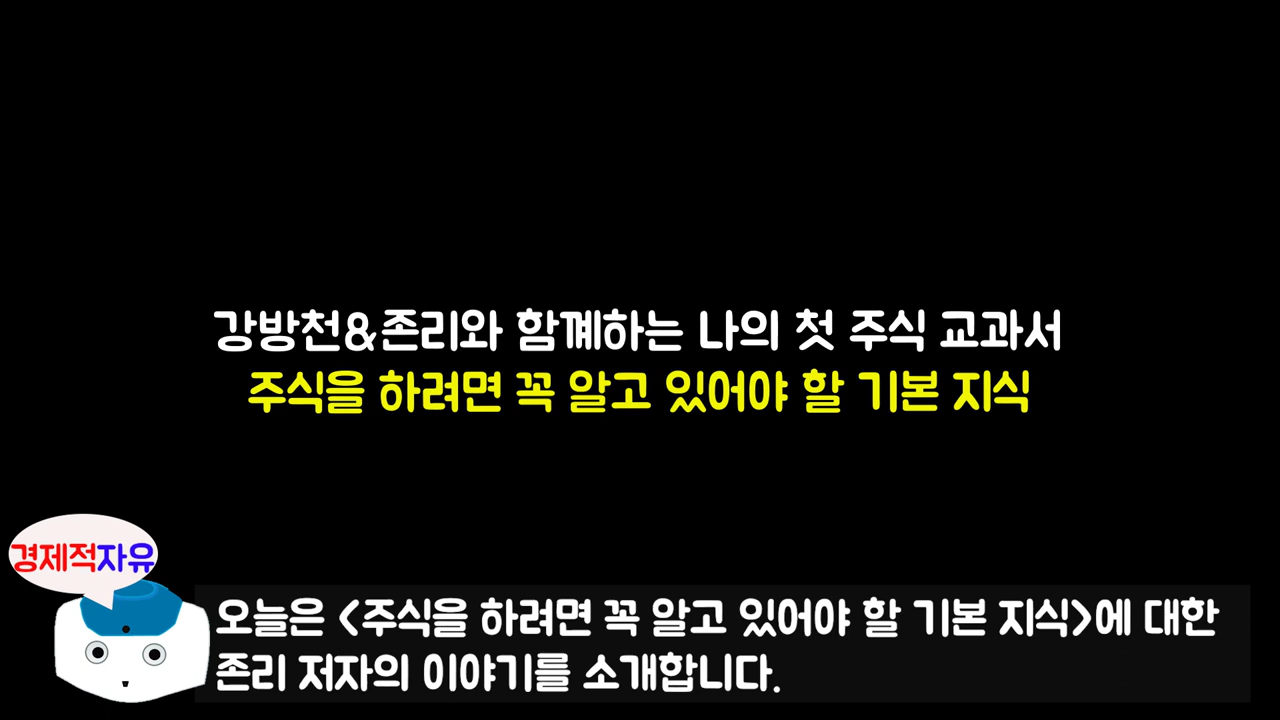 강방천&존리와 함께하는 나의 첫 주식 교과서
주식을 하려면 꼭 알고 있어야 할 기본 지식
경제적자유
오늘은 <주식을 하려면 꼭 알고 있어야 할 기본 지식>에 대한
존리 저자의 이야기를 소개합니다.